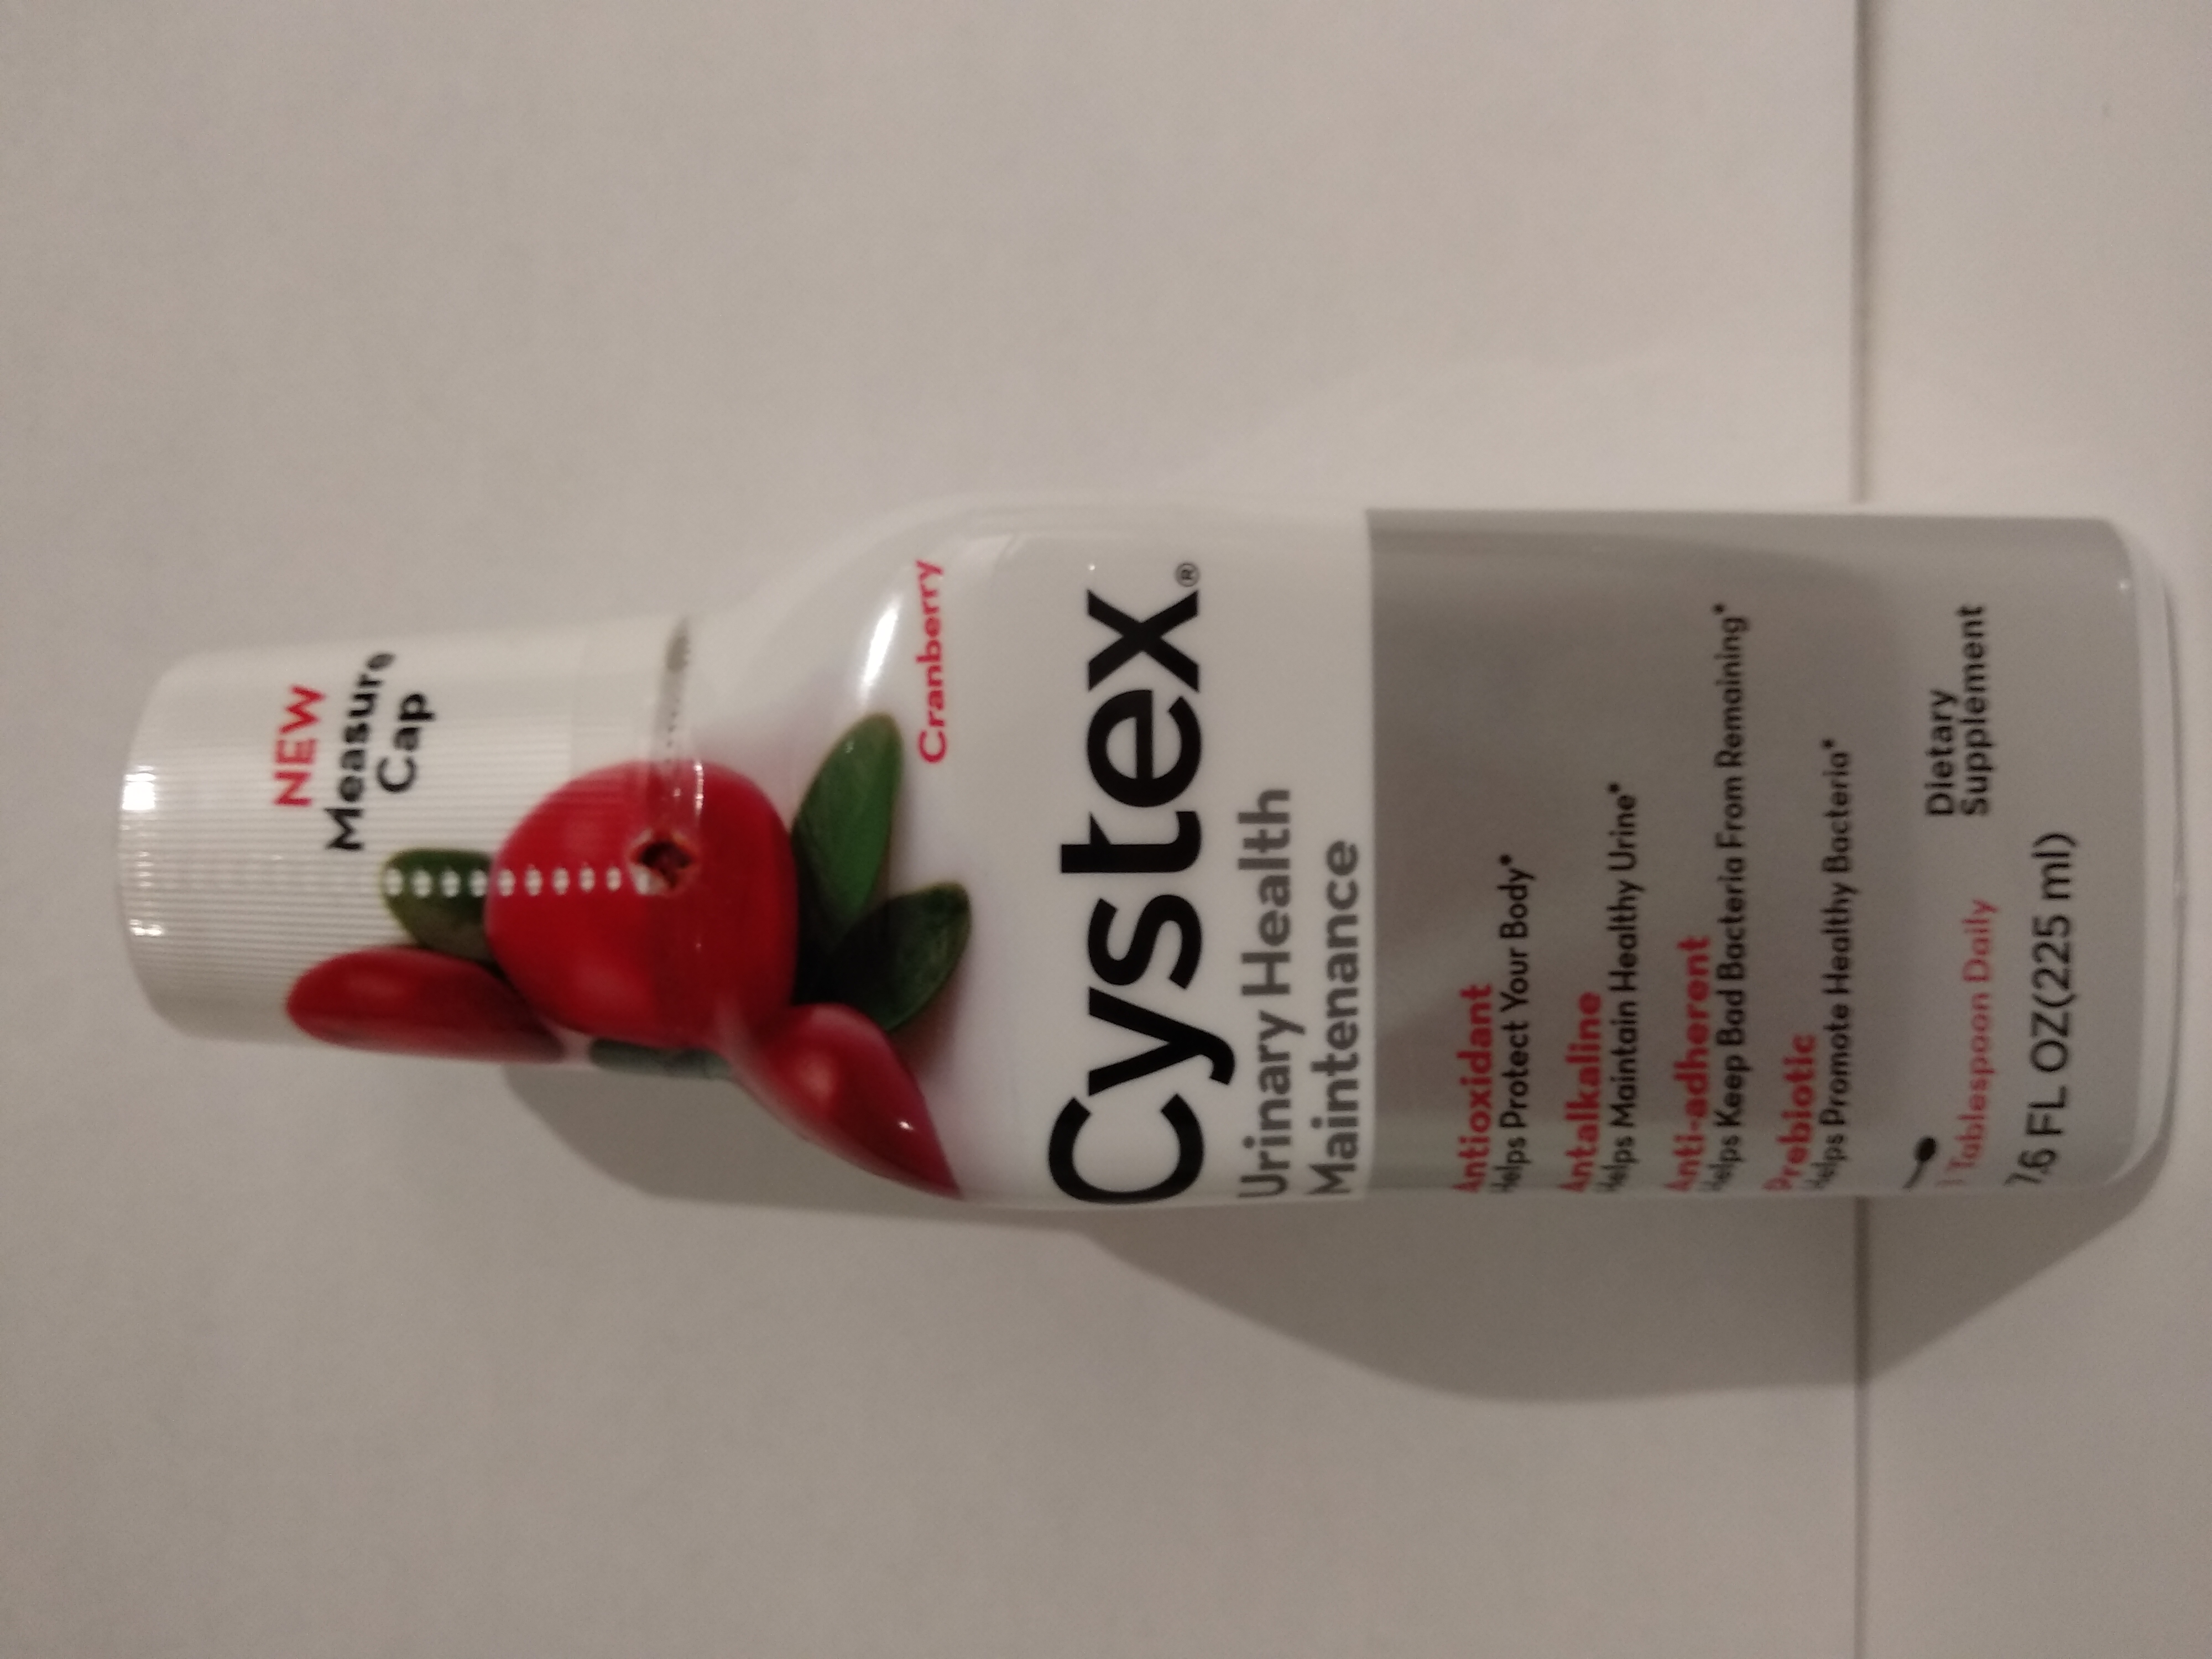 NEW
Measure
Cap
Cranberry
Cystex®
Urinary Health
Maintenance
Antioxidant
Helps Protect Your Body*
Antalkaline
Helps Maintain Healthy Urine*
Anti-adherent
Helps Keep Bad Bacteria From Remaining*
Prebiotic
Helps Promote Healthy Bacteria*
1 Tablespoon Daily
Dietary
Supplement
7.6 FL OZ(225 ml)